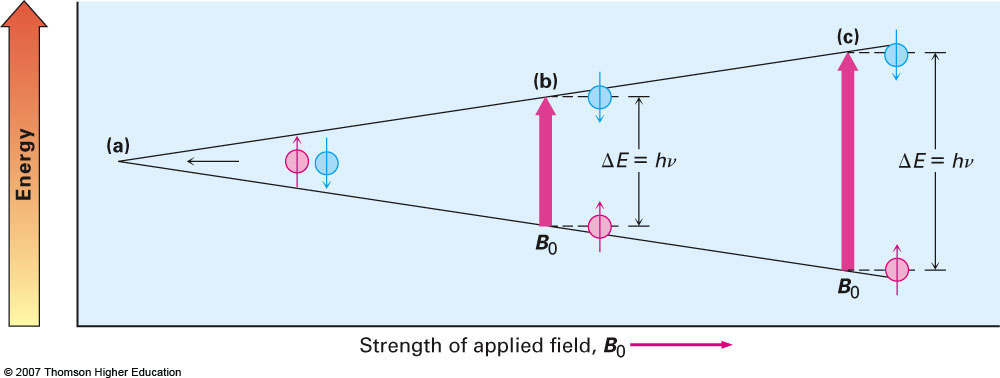 Energy
(a)
(b)
(c)
ΔE = hν
ΔE = hν
B0
B0
Strength of applied field, B0
© 2007 Thomson Higher Education